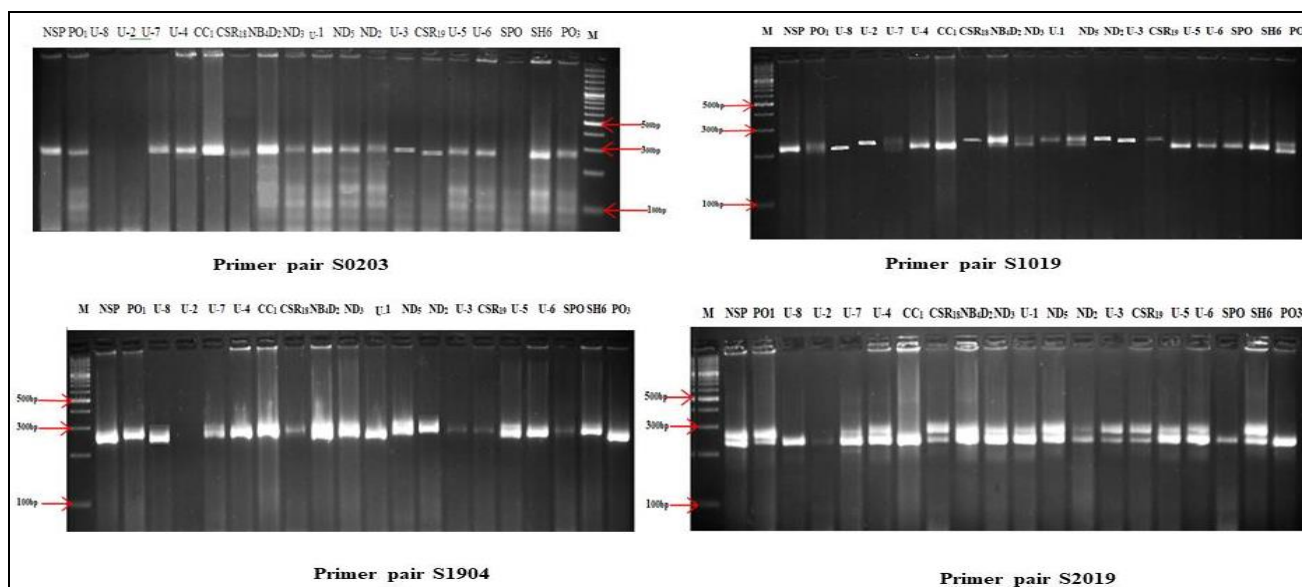 NSP PO1 U-8 U-2 U-7 U-4 CC1 CSR18 NB4D2 ND3 U-1 ND5 ND2 U-3 CSR19 U-5 U-6 SPO SH6 PO3 M
500bp
300bp
100bp
Primer pair S0203
M NSP PO1 U-8 U-2 U-7 U-4 CC1 CSR18 NB4D2 ND3 U-1 ND5 ND2 U-3 CSR19 U-5 U-6 SPO SH6 PO
500bp
300bp
100bp
Primer pair S1019
M NSP PO1 U-8 U-2 U-7 U-4 CC1 CSR18 NB4D2 ND3 U-1 ND5 ND2 U-3 CSR19 U-5 U-6 SPO SH6 PO3
500bp
300bp
100bp
Primer pair S1904
M NSP PO1 U-8 U-2 U-7 U-4 CC1 CSR18 NB4D2 ND3 U-1 ND5 ND2 U-3 CSR19 U-5 U-6 SPO SH6 PO3
500bp
300bp
100bp
Primer pair S2019